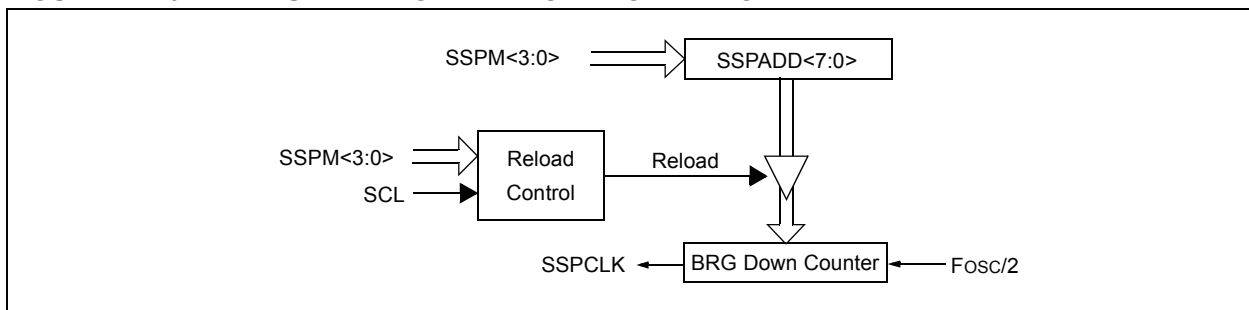 SSPM<3:0>
SSPADD<7:0>
SSPM<3:0>
SCL
Reload
Control
Reload
SSPCLK
BRG Down Counter
FOSC/2